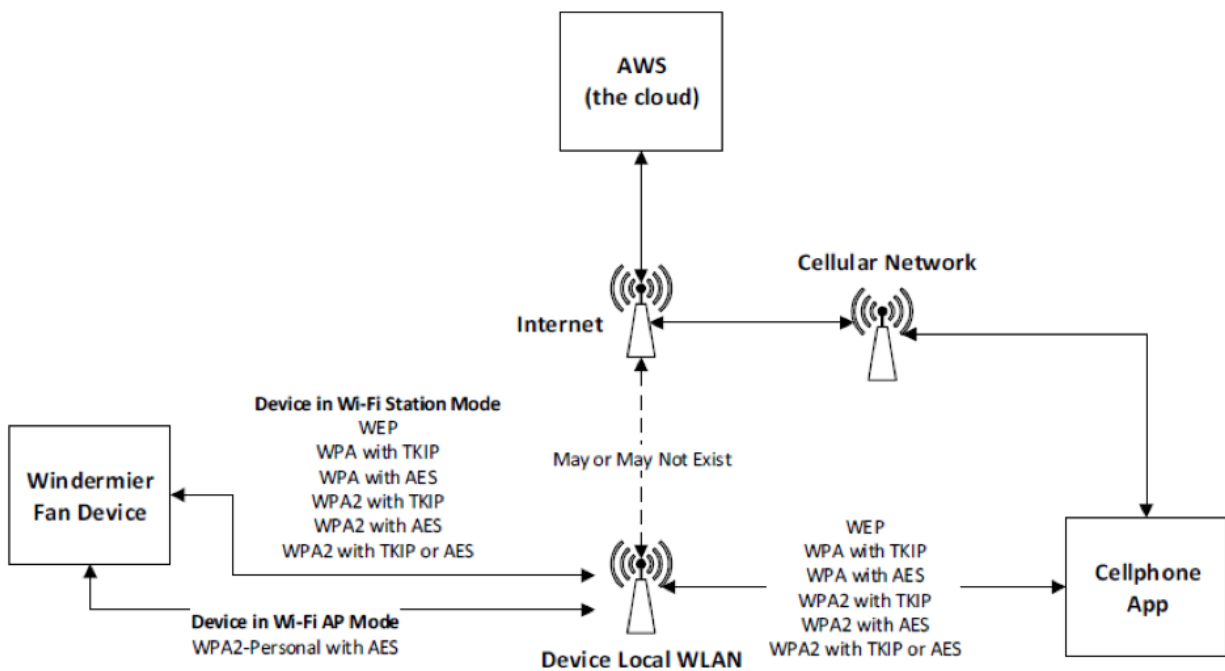 AWS
(the cloud)
Cellular Network
Internet
Device in Wi-Fi Station Mode
WEP
WPA with TKIP
WPA with AES
WPA2 with TKIP
WPA2 with AES
WPA2 with TKIP or AES
Windermier
Fan Device
May or May Not Exist
WEP
WPA with TKIP
WPA with AES
WPA2 with TKIP
WPA2 with AES
WPA2 with TKIP or AES
Cellphone
App
Device in Wi-Fi AP Mode
WPA2-Personal with AES
Device Local WLAN